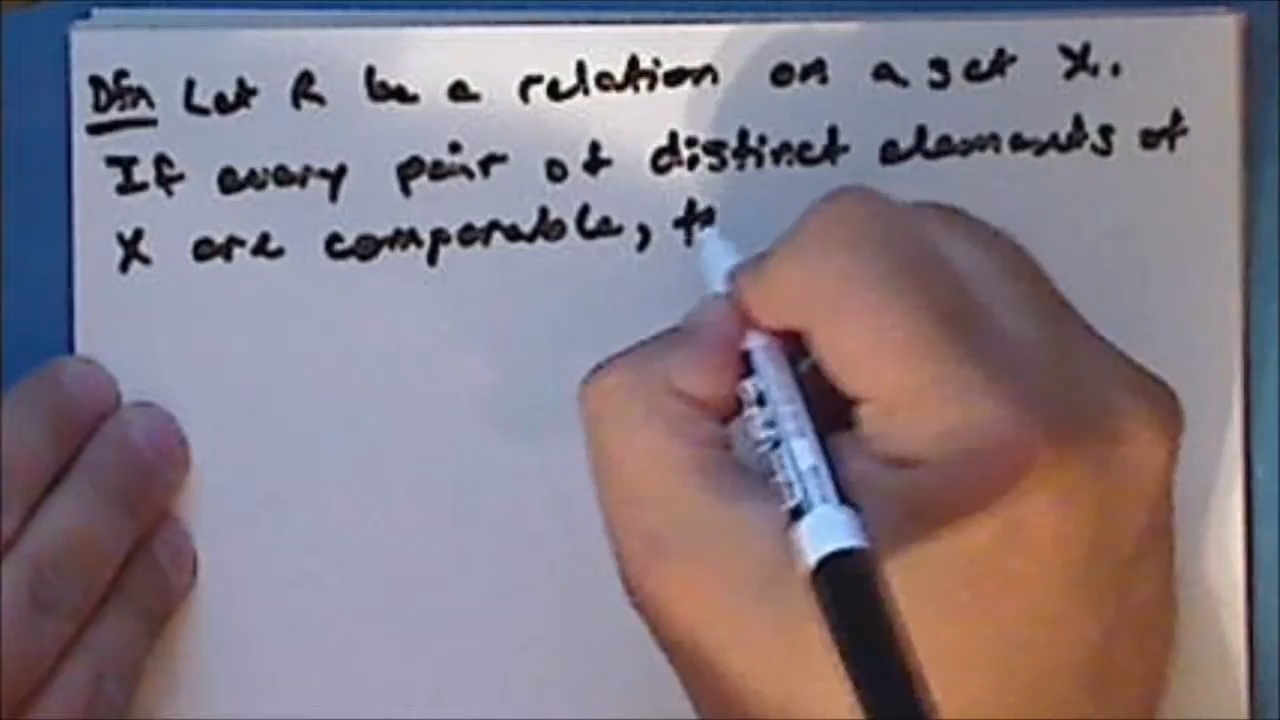 Dfn Let R be a relation on a set X.
If every pair of distinct elements of
X are comparable,